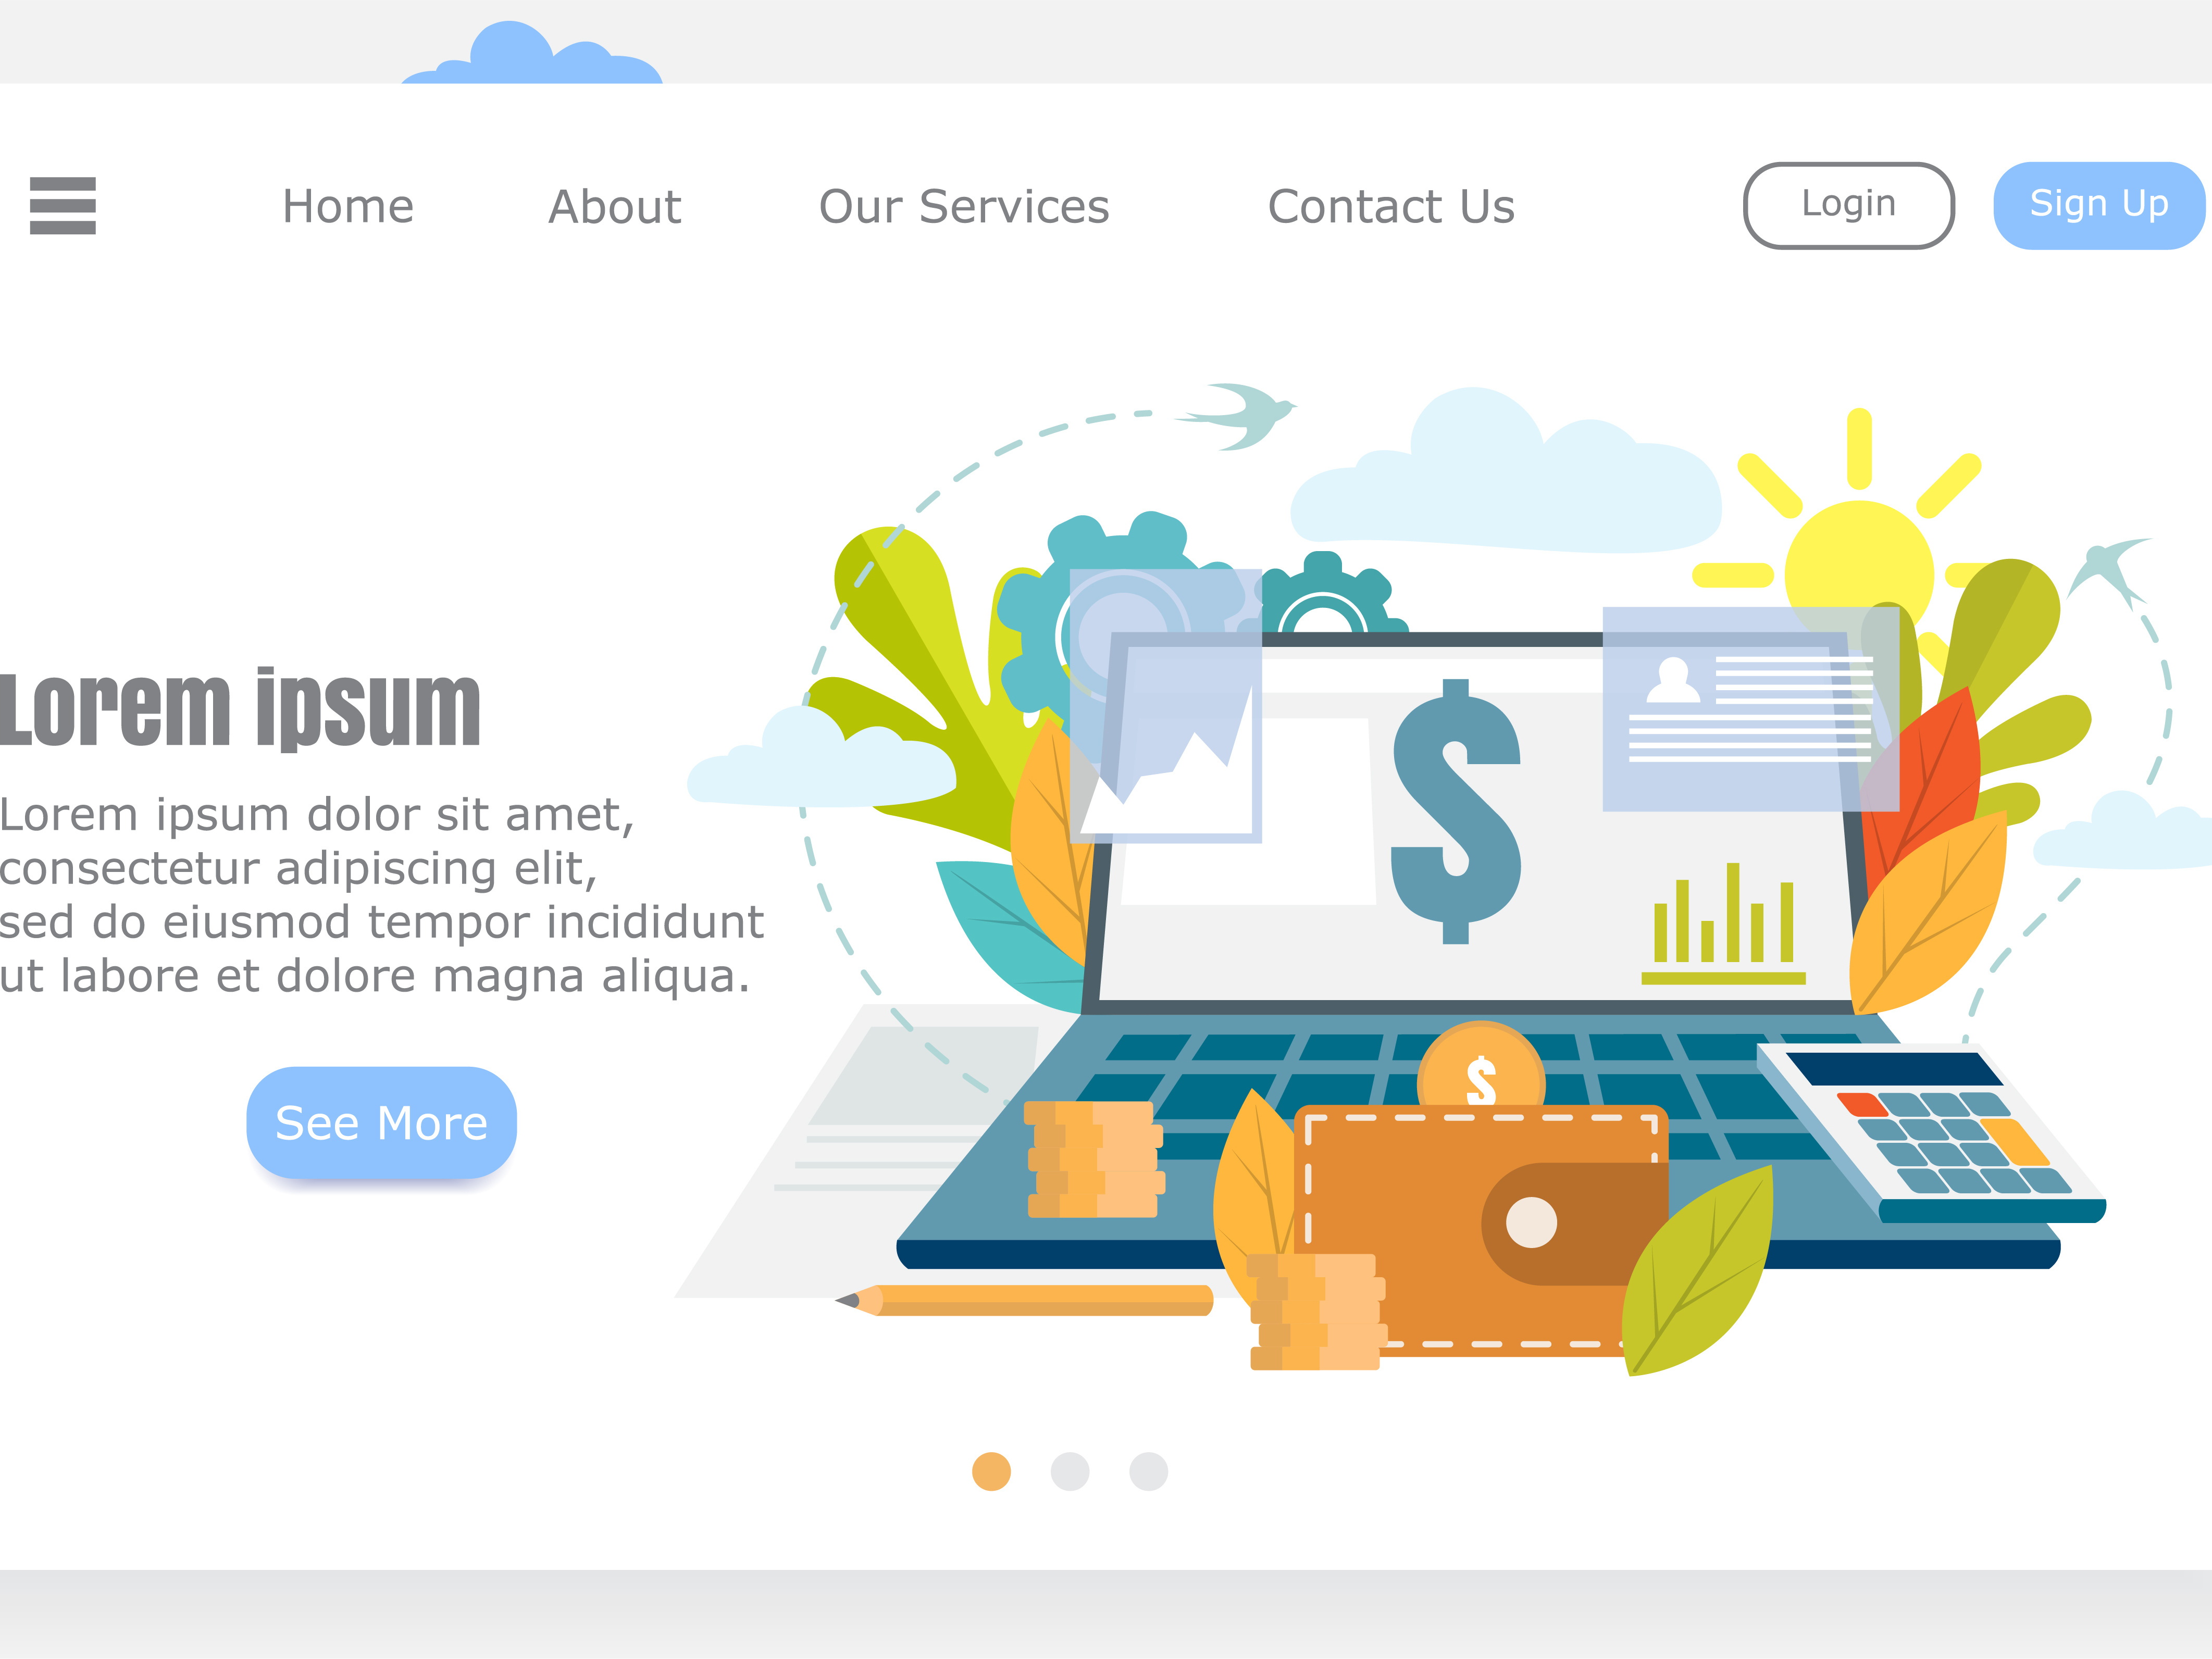 Home About Our Services Contact Us Login Sign Up
Lorem ipsum
Lorem ipsum dolor sit amet,
consectetur adipiscing elit,
sed do eiusmod tempor incididunt
ut labore et dolore magna aliqua.
See More
$
$